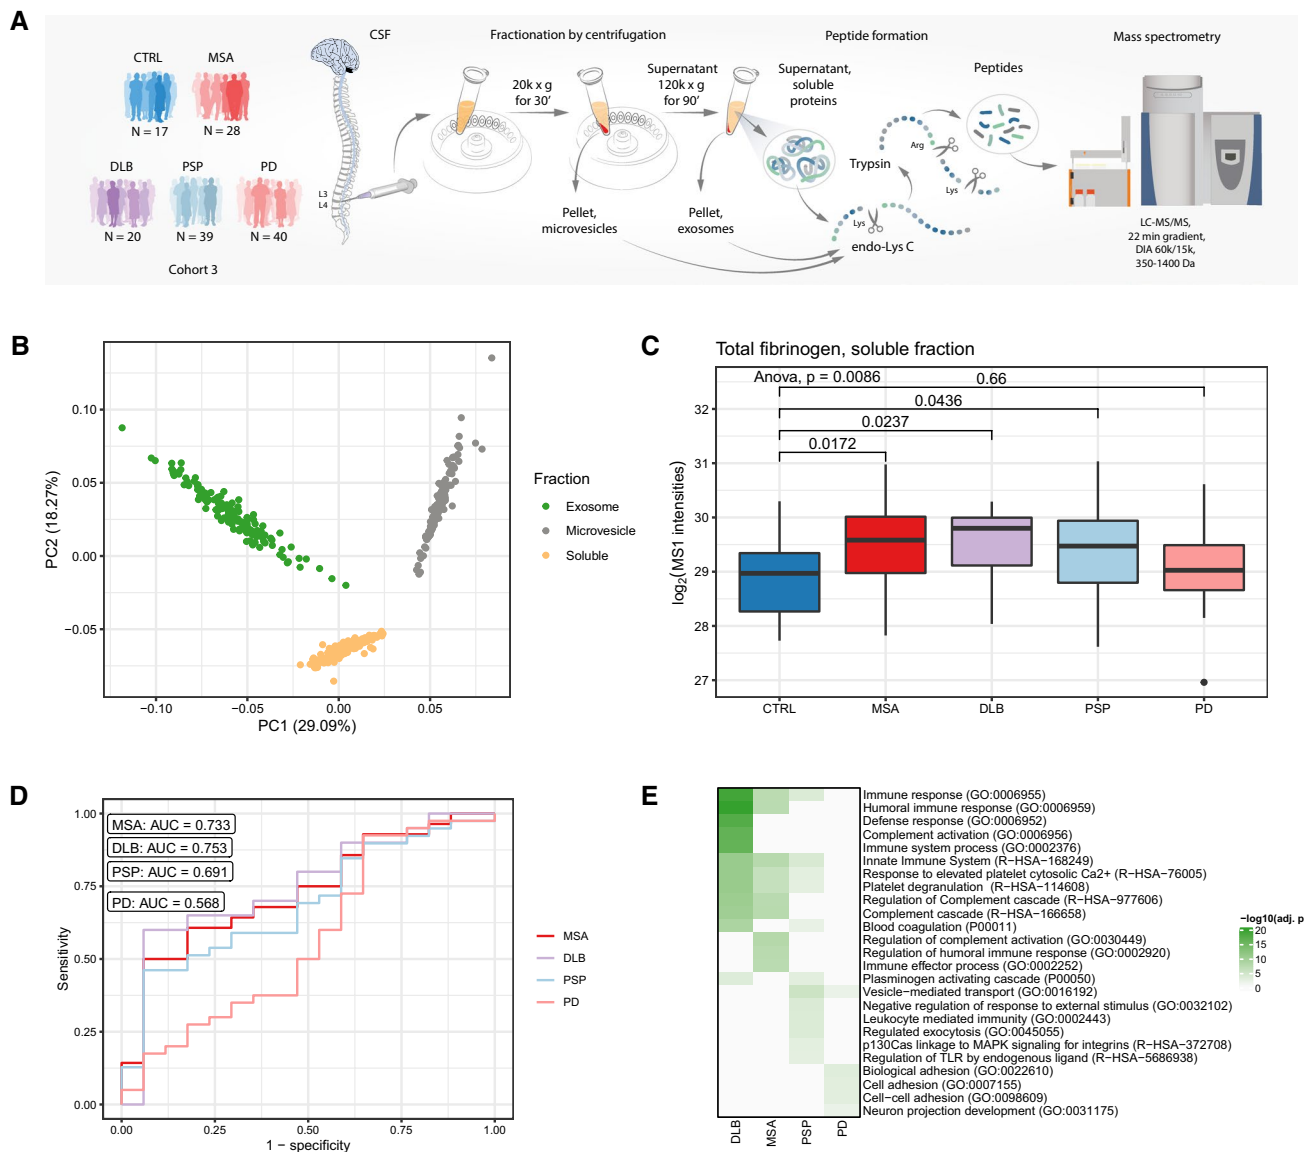 A
CTRL
MSA
N = 17
N = 28
DLB
PSP
PD
N = 20
N = 39
N = 40
Cohort 3
CSF
L3
L4
Fractionation by centrifugation
20k x g
for 30'
Supernatant
120k x g
for 90'
Pellet,
microvesicles
Pellet,
exosomes
Peptide formation
Supernatant,
soluble
proteins
Trypsin
Arg
Lys
Lys
endo-Lys C
Peptides
Mass spectrometry
LC-MS/MS,
22 min gradient,
DIA 60k/15k,
350-1400 Da
B
PC2 (18.27%)
0.10
0.05
0.00
−0.05
−0.10
−0.05
0.00
0.05
PC1 (29.09%)
Fraction
Exosome
Microvesicle
Soluble
C
Total fibrinogen, soluble fraction
Anova, p = 0.0086
0.66
0.0436
0.0237
0.0172
log2(MS1 intensities)
32
31
30
29
28
27
CTRL
MSA
DLB
PSP
PD
D
MSA: AUC = 0.733
DLB: AUC = 0.753
PSP: AUC = 0.691
PD: AUC = 0.568
Sensitivity
1.00
0.75
0.50
0.25
0.00
0.00
0.25
0.50
0.75
1.00
1 − specificity
MSA
DLB
PSP
PD
E
Immune response (GO:0006955)
Humoral immune response (GO:0006959)
Defense response (GO:0006952)
Complement activation (GO:0006956)
Immune system process (GO:0002376)
Innate Immune System (R−HSA−168249)
Response to elevated platelet cytosolic Ca2+ (R−HSA−76005)
Platelet degranulation (R−HSA−114608)
Regulation of Complement cascade (R−HSA−977606)
Complement cascade (R−HSA−166658)
Blood coagulation (P00011)
Regulation of complement activation (GO:0030449)
Regulation of humoral immune response (GO:0002920)
Immune effector process (GO:0002252)
Plasminogen activating cascade (P00050)
Vesicle−mediated transport (GO:0016192)
Negative regulation of response to external stimulus (GO:0032102)
Leukocyte mediated immunity (GO:0002443)
Regulated exocytosis (GO:0045055)
p130Cas linkage to MAPK signaling for integrins (R−HSA−372708)
Regulation of TLR by endogenous ligand (R−HSA−5686938)
Biological adhesion (GO:0022610)
Cell adhesion (GO:0007155)
Cell−cell adhesion (GO:0098609)
Neuron projection development (GO:0031175)
DLB
MSA
PSP
PD
−log10(adj. p
20
15
10
5
0